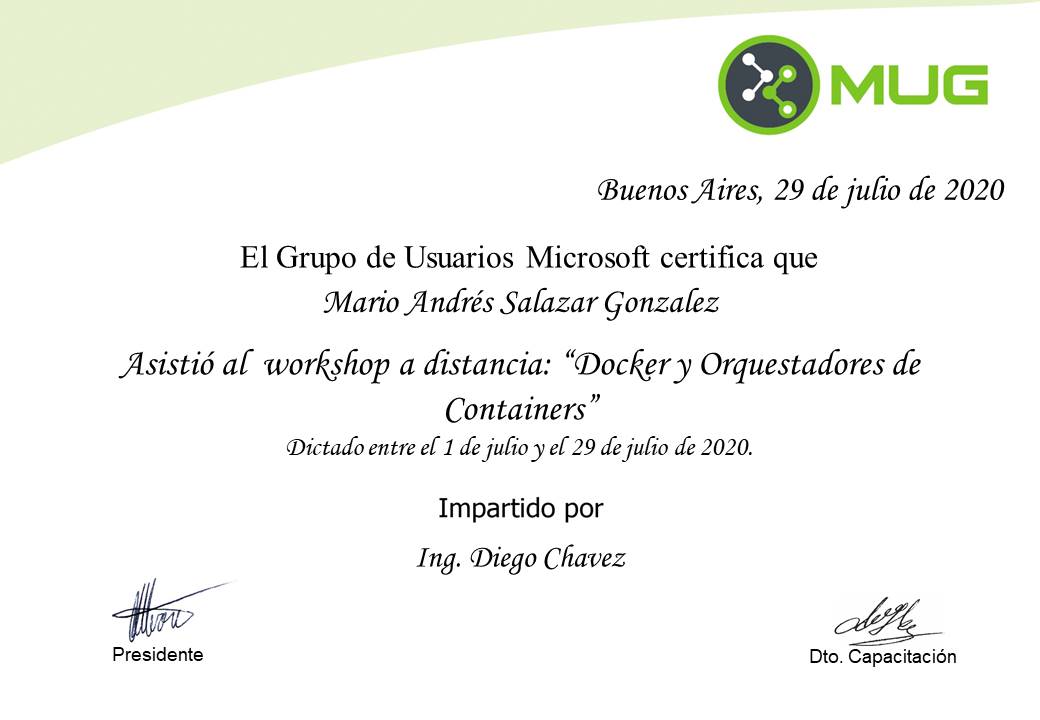 MUG
Buenos Aires, 29 de julio de 2020
El Grupo de Usuarios Microsoft certifica que
Mario Andrés Salazar Gonzalez
Asistió al workshop a distancia: “Docker y Orquestadores de
Containers”
Dictado entre el 1 de julio y el 29 de julio de 2020.
Impartido por
Ing. Diego Chavez
Presidente
Dto. Capacitación